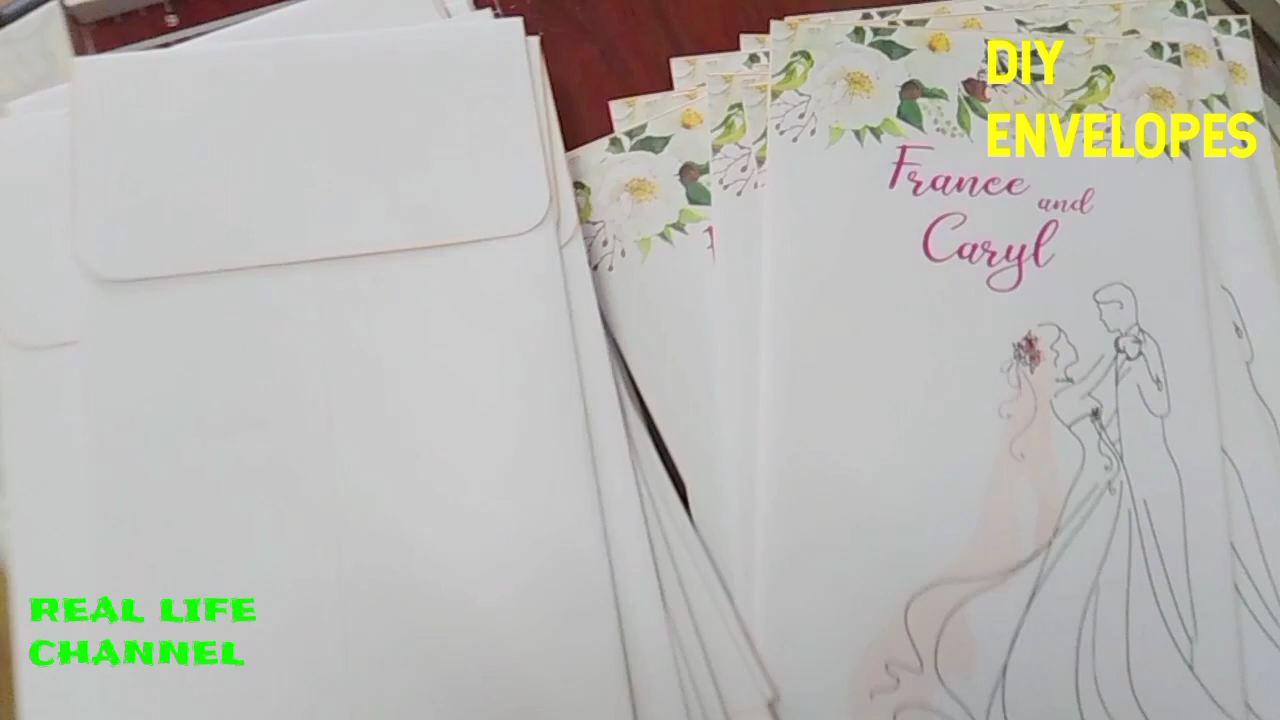 DIY
ENVELOPES
France and
Caryl
REAL LIFE
CHANNEL